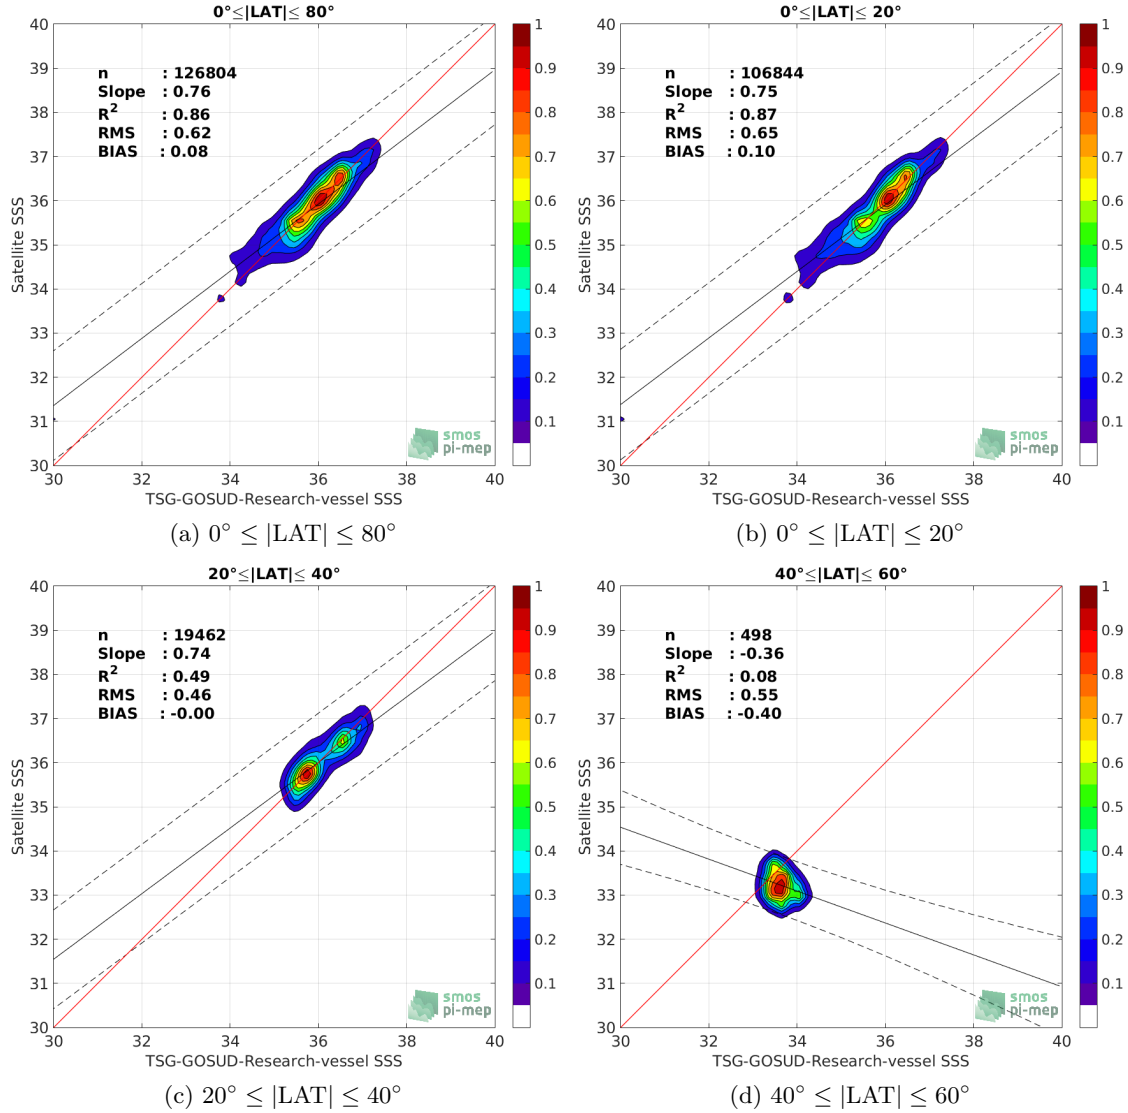 0°≤|LAT|≤ 80°
n : 126804
Slope : 0.76
R² : 0.86
RMS : 0.62
BIAS : 0.08
40
39
38
37
36
35
34
33
32
31
30
30 32 34 36 38 40
Satellite SSS
TSG-GOSUD-Research-vessel SSS
1
0.9
0.8
0.7
0.6
0.5
0.4
0.3
0.2
0.1
smos
pi-mep
(a) 0° ≤ |LAT| ≤ 80°
0°≤|LAT|≤ 20°
n : 106844
Slope : 0.75
R² : 0.87
RMS : 0.65
BIAS : 0.10
40
39
38
37
36
35
34
33
32
31
30
30 32 34 36 38 40
Satellite SSS
TSG-GOSUD-Research-vessel SSS
1
0.9
0.8
0.7
0.6
0.5
0.4
0.3
0.2
0.1
smos
pi-mep
(b) 0° ≤ |LAT| ≤ 20°
20°≤|LAT|≤ 40°
n : 19462
Slope : 0.74
R² : 0.49
RMS : 0.46
BIAS : -0.00
40
39
38
37
36
35
34
33
32
31
30
30 32 34 36 38 40
Satellite SSS
TSG-GOSUD-Research-vessel SSS
1
0.9
0.8
0.7
0.6
0.5
0.4
0.3
0.2
0.1
smos
pi-mep
(c) 20° ≤ |LAT| ≤ 40°
40°≤|LAT|≤ 60°
n : 498
Slope : -0.36
R² : 0.08
RMS : 0.55
BIAS : -0.40
40
39
38
37
36
35
34
33
32
31
30
30 32 34 36 38 40
Satellite SSS
TSG-GOSUD-Research-vessel SSS
1
0.9
0.8
0.7
0.6
0.5
0.4
0.3
0.2
0.1
smos
pi-mep
(d) 40° ≤ |LAT| ≤ 60°